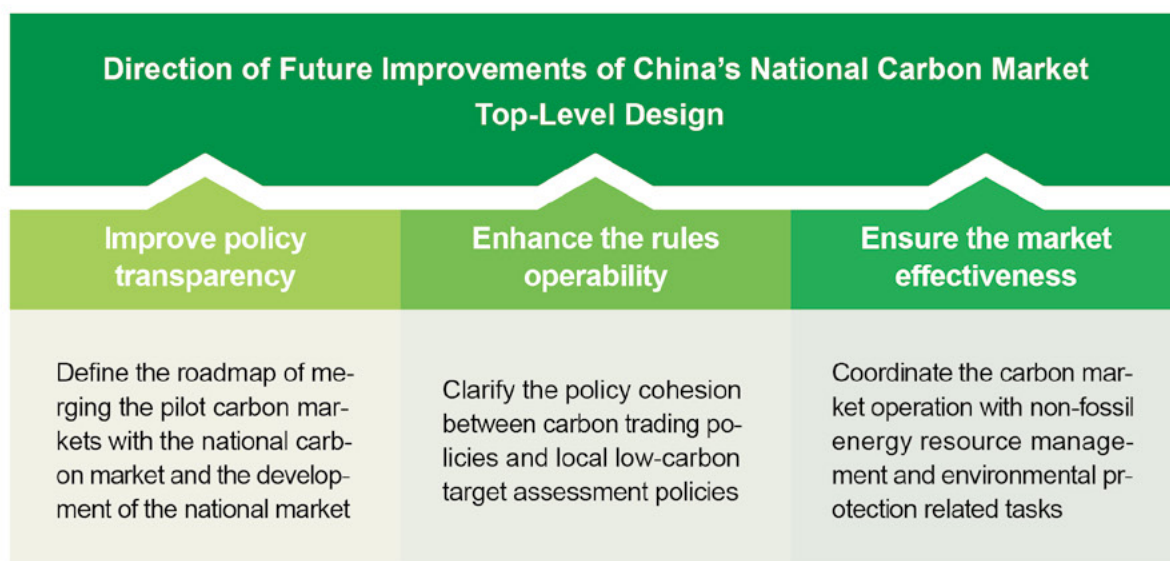 Direction of Future Improvements of China's National Carbon Market
Top-Level Design
Improve policy
transparency
Define the roadmap of me-
rging the pilot carbon mar-
kets with the national carb-
on market and the develop-
ment of the national market
Enhance the rules
operability
Clarify the policy cohesion
between carbon trading po-
licies and local low-carbon
target assessment policies
Ensure the market
effectiveness
Coordinate the carbon mar-
ket operation with non-fossil
energy resource manage-
ment and environmental pr-
otection related tasks